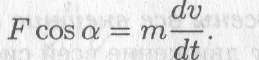 F cos α = m dv/dt.